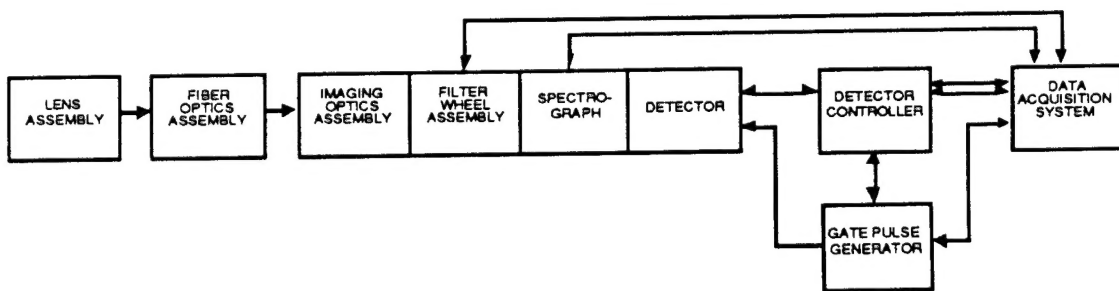 LENS
ASSEMBLY
FIBER
OPTICS
ASSEMBLY
IMAGING
OPTICS
ASSEMBLY
FILTER
WHEEL
ASSEMBLY
SPECTRO-
GRAPH
DETECTOR
DETECTOR
CONTROLLER
DATA
ACQUISITION
SYSTEM
GATE PULSE
GENERATOR